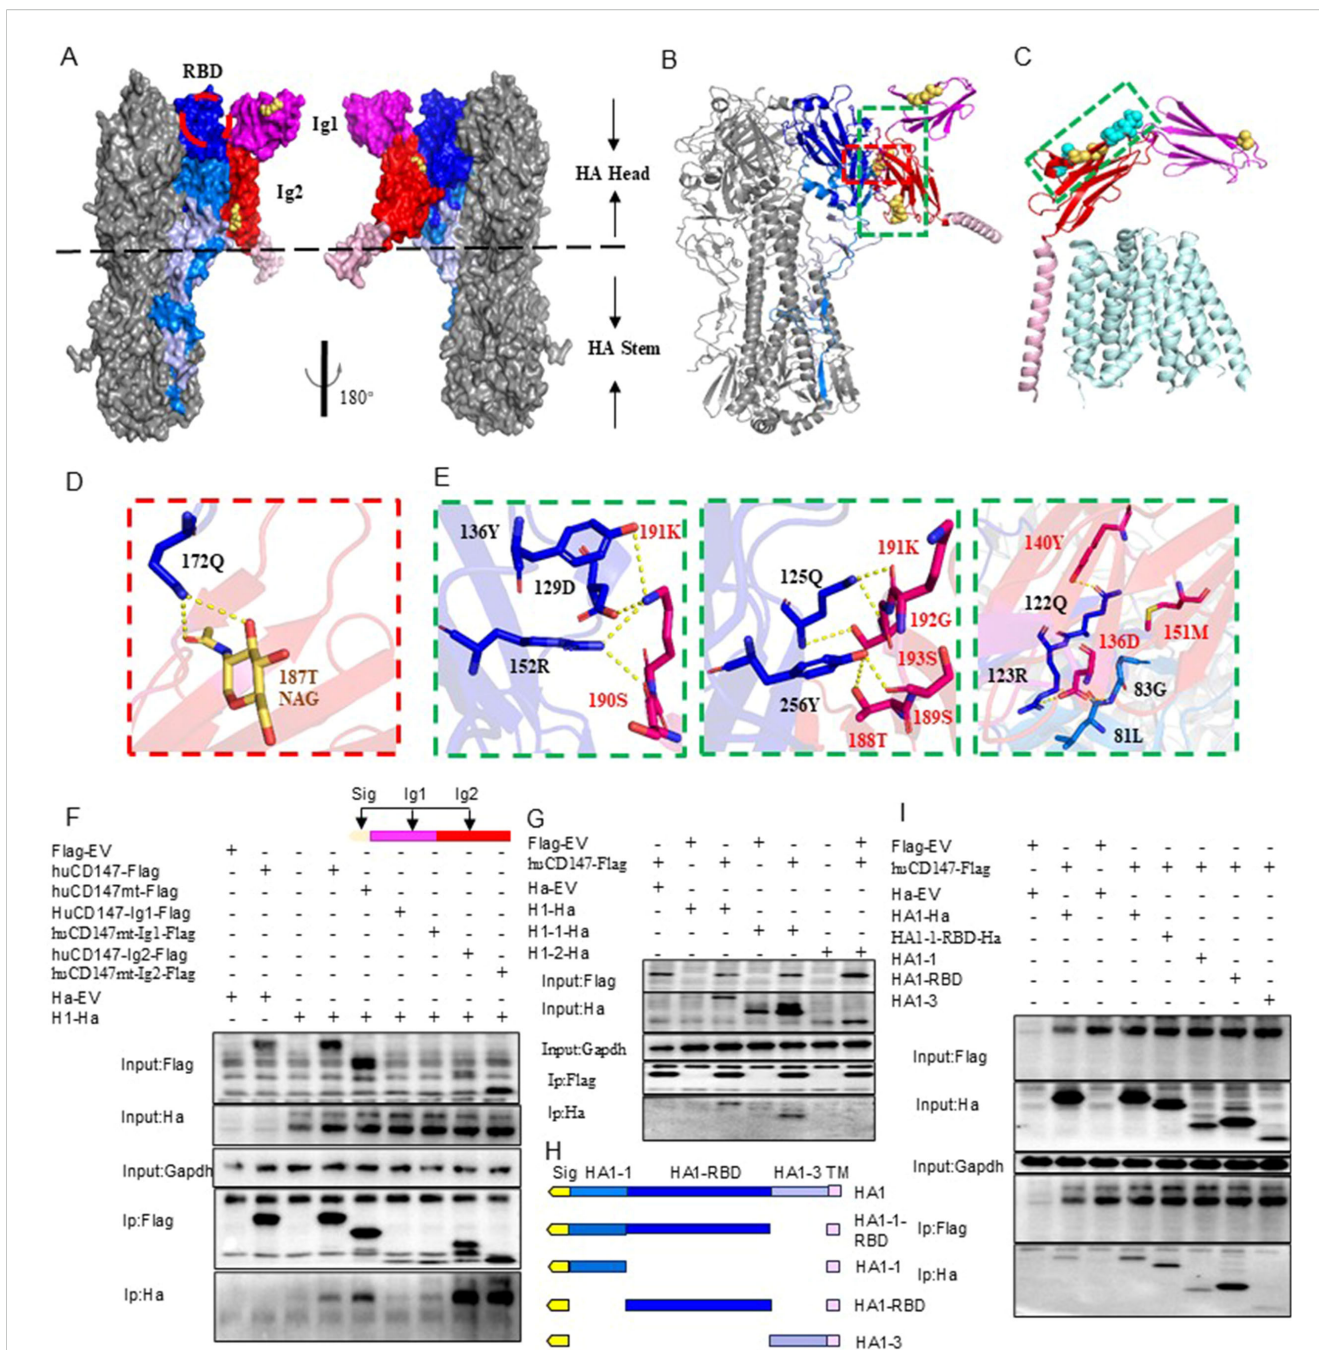 A
RBD
Ig1
Ig2
HA Head
HA Stem
180°
B
C
D
172Q
187T
NAG
E
136Y
191K
129D
152R
190S
191K
125Q
192G
193S
256Y
189S
188T
140Y
122Q
136D
151M
123R
83G
81L
F
Sig Ig1 Ig2
Flag-EV + - - - - - - - -
huCD147-Flag - + - + - - - - -
huCD147mt-Flag - - - - + - - - -
HuCD147-Ig1-Flag - - - - - + - - -
huCD147mt-Ig1-Flag - - - - - - + - -
huCD147-Ig2-Flag - - - - - - - + -
huCD147mt-Ig2-Flag - - - - - - - - +
Ha-EV + + - - - - - - -
H1-Ha - - + + + + + + +
Input:Flag
Input:Ha
Input:Gapdh
Ip:Flag
Ip:Ha
G
Flag-EV - + - + - - +
huCD147-Flag + - + - + - +
Ha-EV + - - - - - -
H1-Ha - + + - - - -
H1-1-Ha - - - + + - -
H1-2-Ha - - - - - + +
Input:Flag
Input:Ha
Input:Gapdh
Ip:Flag
Ip:Ha
H
Sig HA1-1 HA1-RBD HA1-3 TM
HA1
HA1-1-
RBD
HA1-1
HA1-RBD
HA1-3
I
Flag-EV + - + - - - - -
huCD147-Flag - + - + + + + +
Ha-EV + - + - - - - -
HA1-Ha - + - + - - - -
HA1-1-RBD-Ha - - - - + - - -
HA1-1 - - - - - + - -
HA1-RBD - - - - - - + -
HA1-3 - - - - - - - +
Input:Flag
Input:Ha
Input:Gapdh
Ip:Flag
Ip:Ha